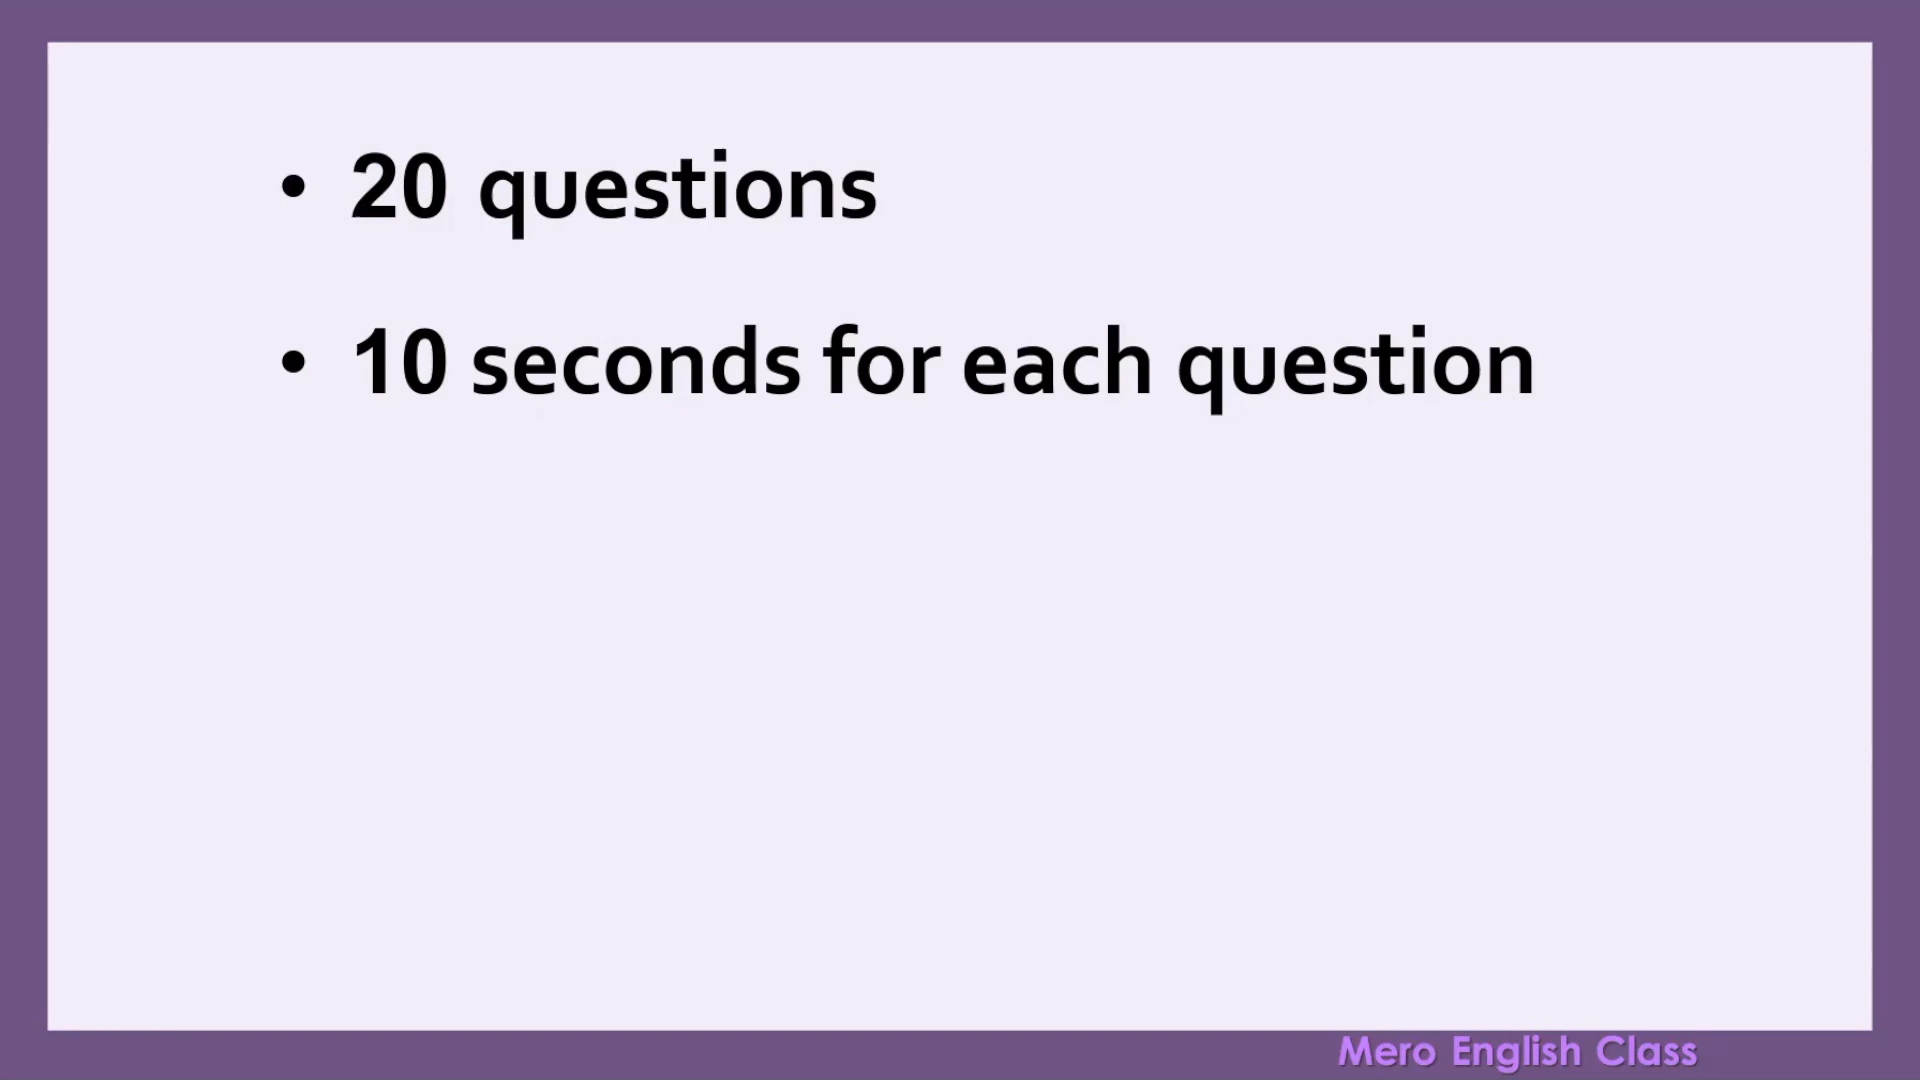 • 20 questions
• 10 seconds for each question
Mero English Class